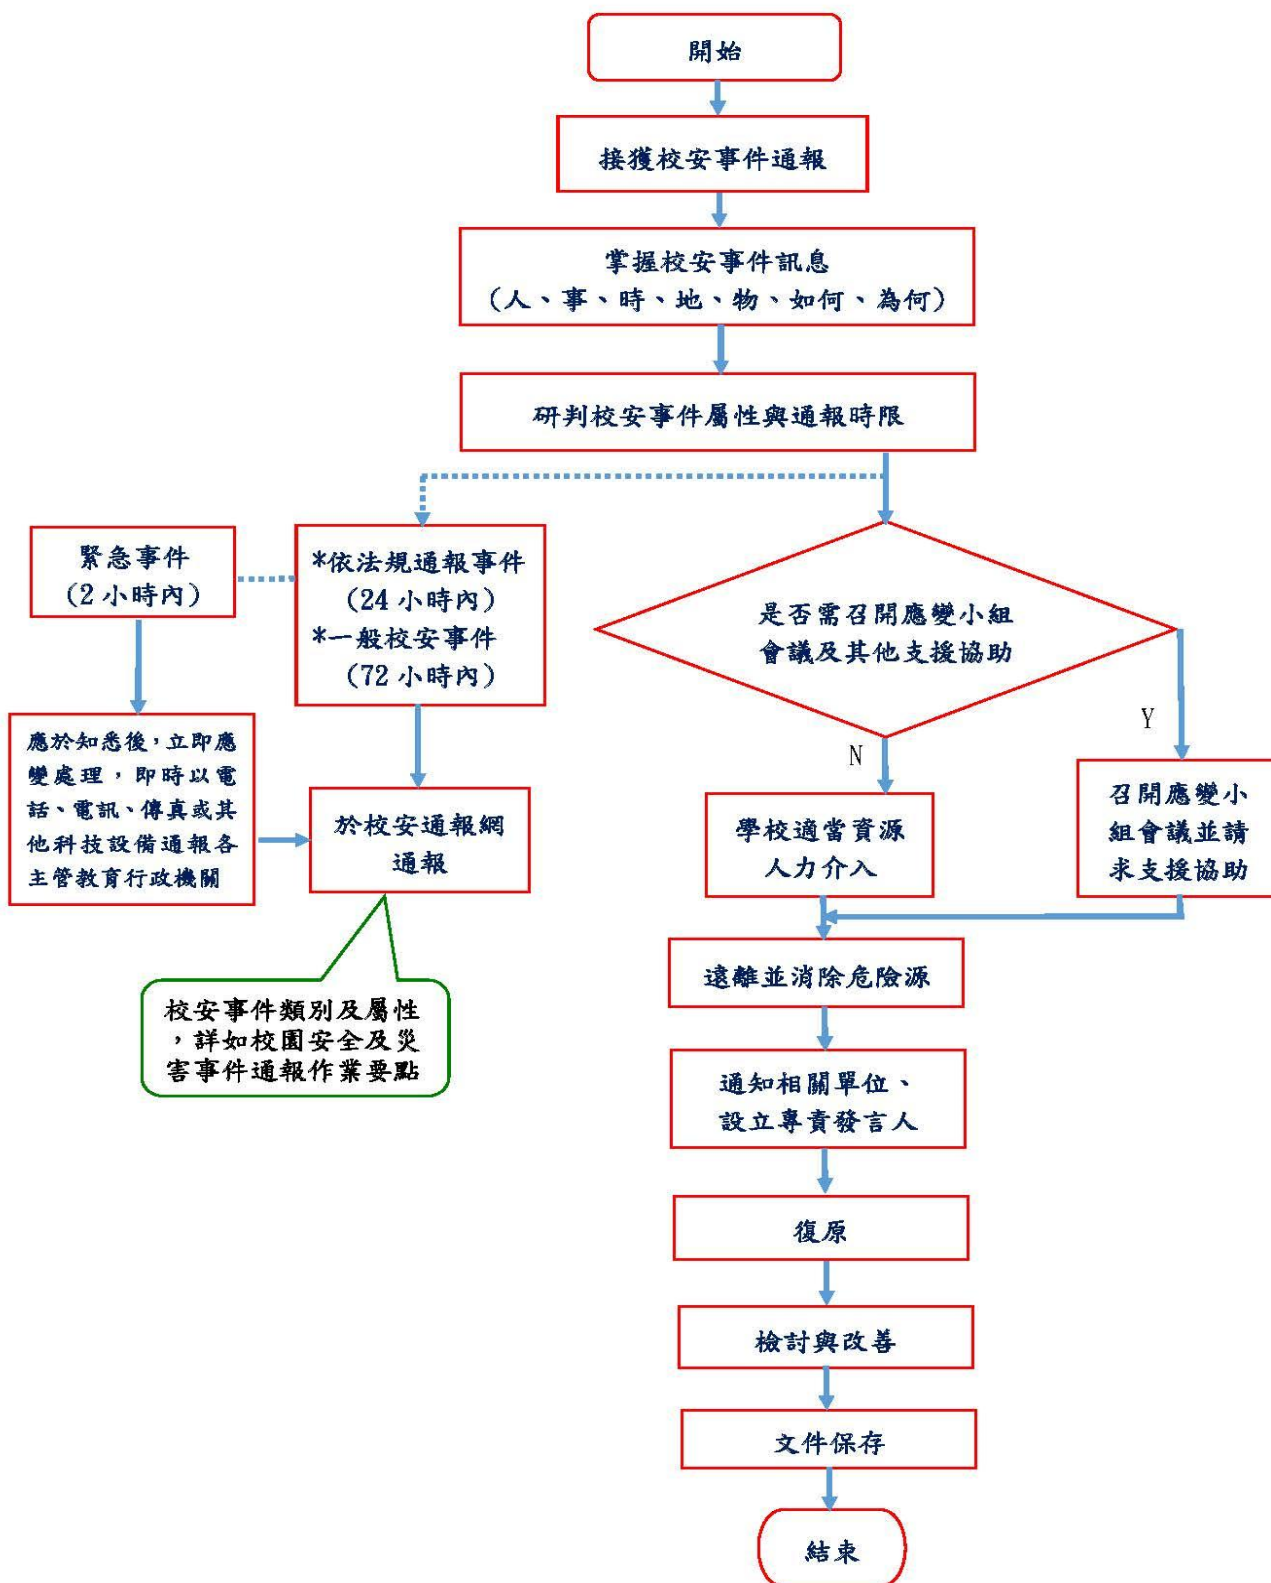 開始
接獲校安事件通報
掌握校安事件訊息
(人、事、時、地、物、如何、為何)
研判校安事件屬性與通報時限
緊急事件
(2 小時內)
*依法規通報事件
(24 小時內)
*一般校安事件
(72 小時內)
是否需召開應變小組
會議及其他支援協助
應於知悉後，立即應
變處理，即時以電
話、電訊、傳真或其
他科技設備通報各
主管教育行政機關
於校安通報網
通報
N
Y
學校適當資源
人力介入
召開應變小
組會議並請
求支援協助
校安事件類別及屬性
，詳如校園安全及災
害事件通報作業要點
遠離並消除危險源
通知相關單位、
設立專責發言人
復原
檢討與改善
文件保存
結束